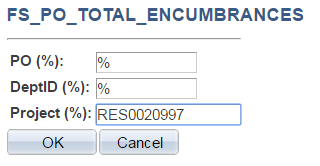 FS_PO_TOTAL_ENCUMBRANCES
PO (%): %
DeptID (%): %
Project (%): RES0020997
OK Cancel